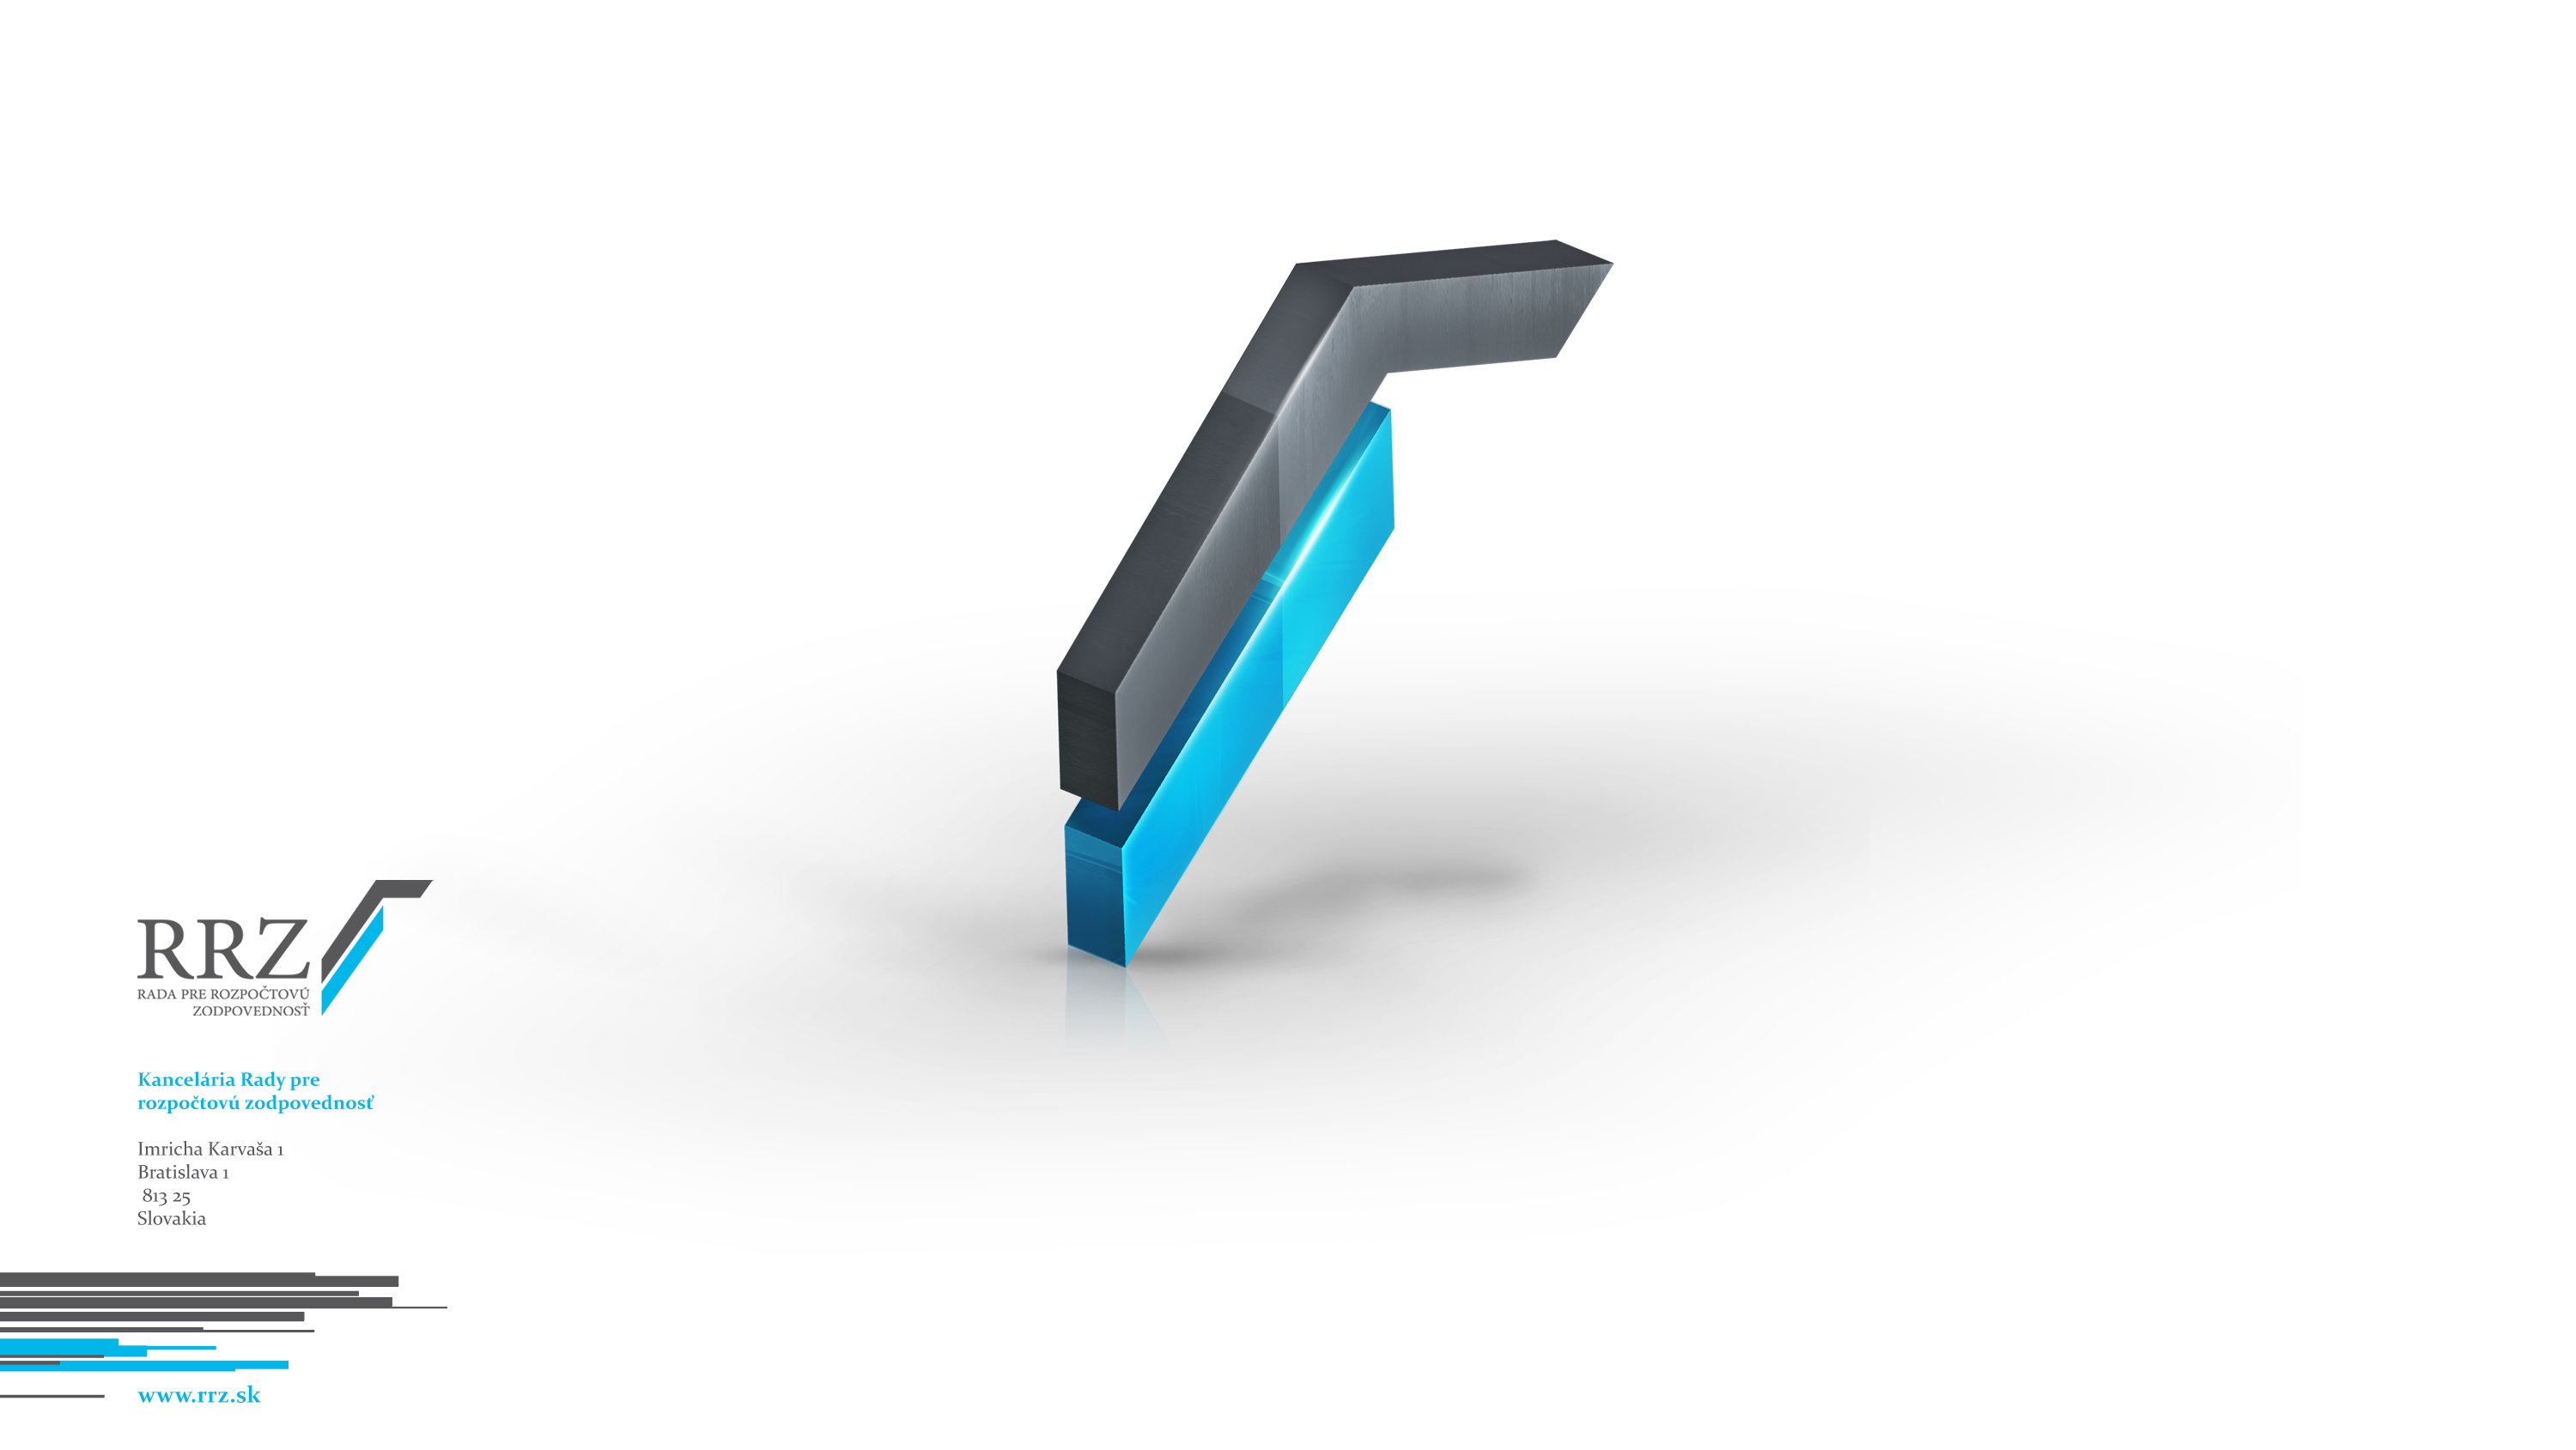 RRZ
RADA PRE ROZPOČTOVÚ
ZODPOVEDNOSŤ
Kancelária Rady pre
rozpočtovú zodpovednosť
Imricha Karvaša 1
Bratislava 1
813 25
Slovakia
www.rrz.sk